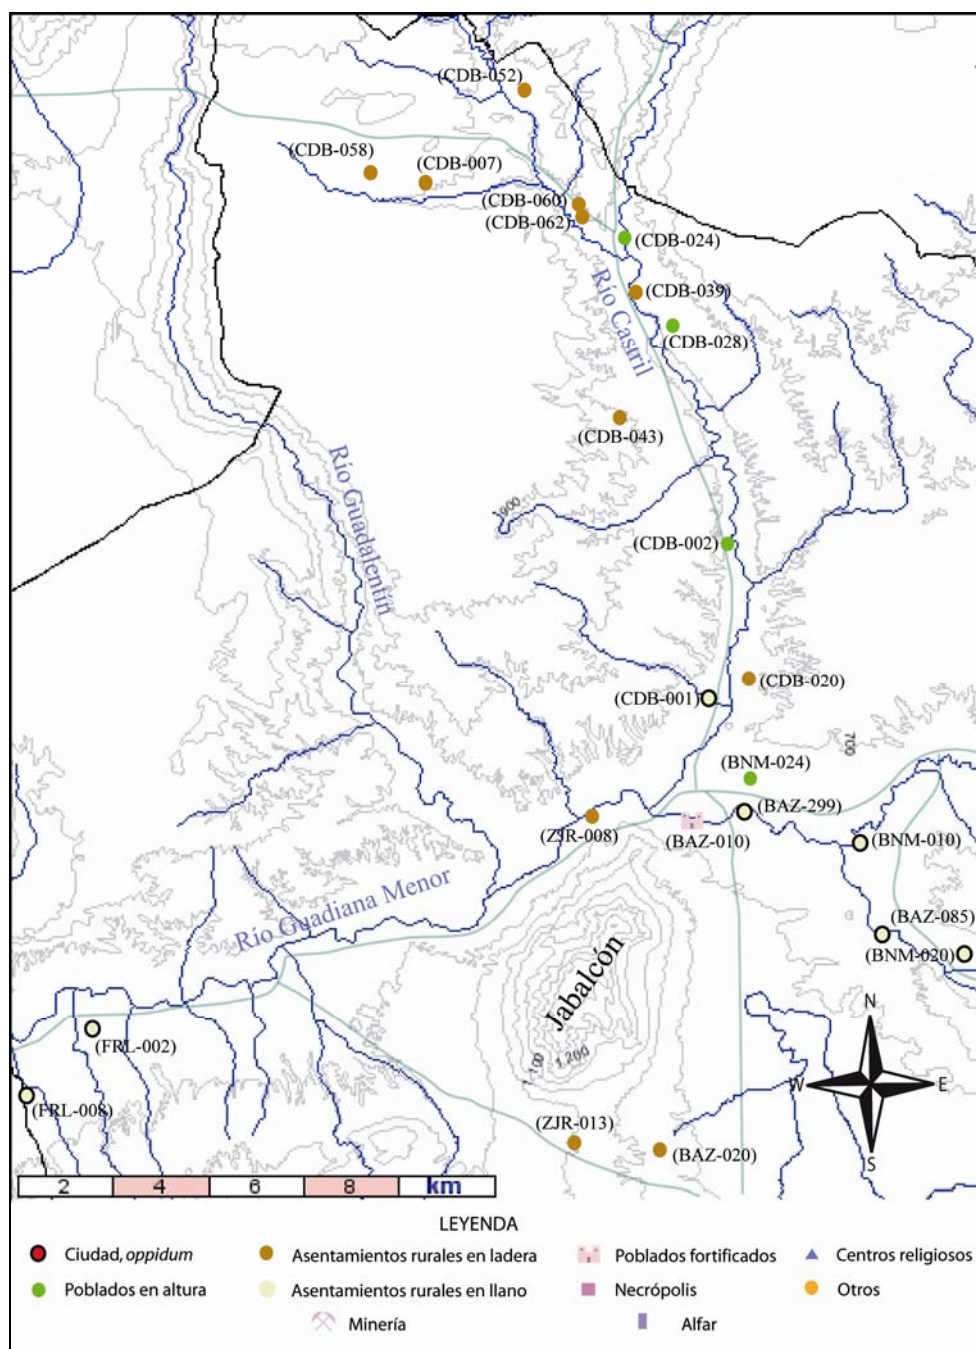 (CDB-052)
(CDB-058)
(CDB-007)
(CDB-060)
(CDB-062)
(CDB-024)
Río Castril
(CDB-039)
(CDB-028)
(CDB-043)
Río Guadalentín
900
(CDB-002)
(CDB-020)
(CDB-001)
700
(BNM-024)
(BAZ-299)
(ZJR-008)
(BAZ-010)
(BNM-010)
Río Guadiana Menor
(BAZ-085)
(BNM-020)
Jabalcón
N
(FRL-002)
1.100
1.200
W
E
(FRL-008)
(ZJR-013)
(BAZ-020)
S
2 6 8 km
LEYENDA
Ciudad, oppidum
Asentamientos rurales en ladera
Poblados fortificados
Centros religiosos
Poblados en altura
Asentamientos rurales en llano
Necrópolis
Otros
Minería
Alfar